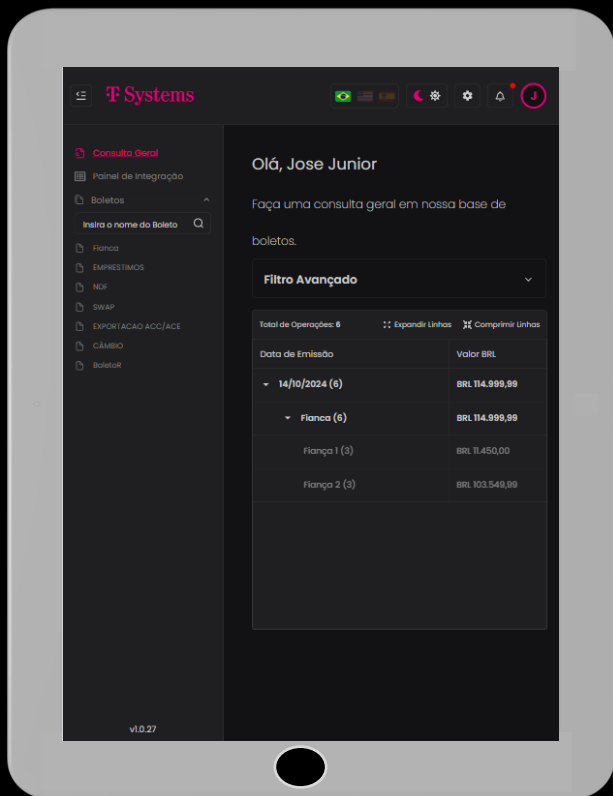 T Systems
J
Consulta Geral
Painel de Integração
Boletos
Insira o nome do Boleto
Fianca
EMPRESTIMOS
NDF
SWAP
EXPORTACAO ACC/ACE
CÂMBIO
BoletoR
v1.0.27
Olá, Jose Junior
Faça uma consulta geral em nossa base de
boletos.
Filtro Avançado
Total de Operações: 6 Expandir Linhas Comprimir Linhas
Data de Emissão Valor BRL
14/10/2024 (6) BRL 114.999,99
Fianca (6) BRL 114.999,99
Fiança 1 (3) BRL 11.450,00
Fiança 2 (3) BRL 103.549,99